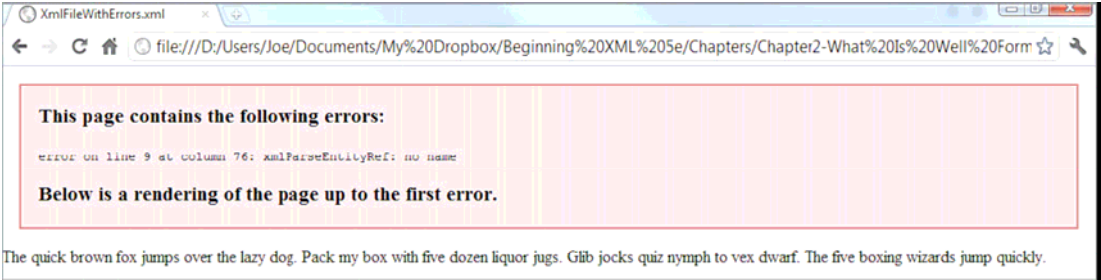 XmlFileWithErrors.xml
file:///D:/Users/Joe/Documents/My%20Dropbox/Beginning%20XML%205e/Chapters/Chapter2-What%20Is%20Well%20Form
This page contains the following errors:
error on line 9 at column 76: xmlParseEntityRef: no name
Below is a rendering of the page up to the first error.
The quick brown fox jumps over the lazy dog. Pack my box with five dozen liquor jugs. Glib jocks quiz nymph to vex dwarf. The five boxing wizards jump quickly.